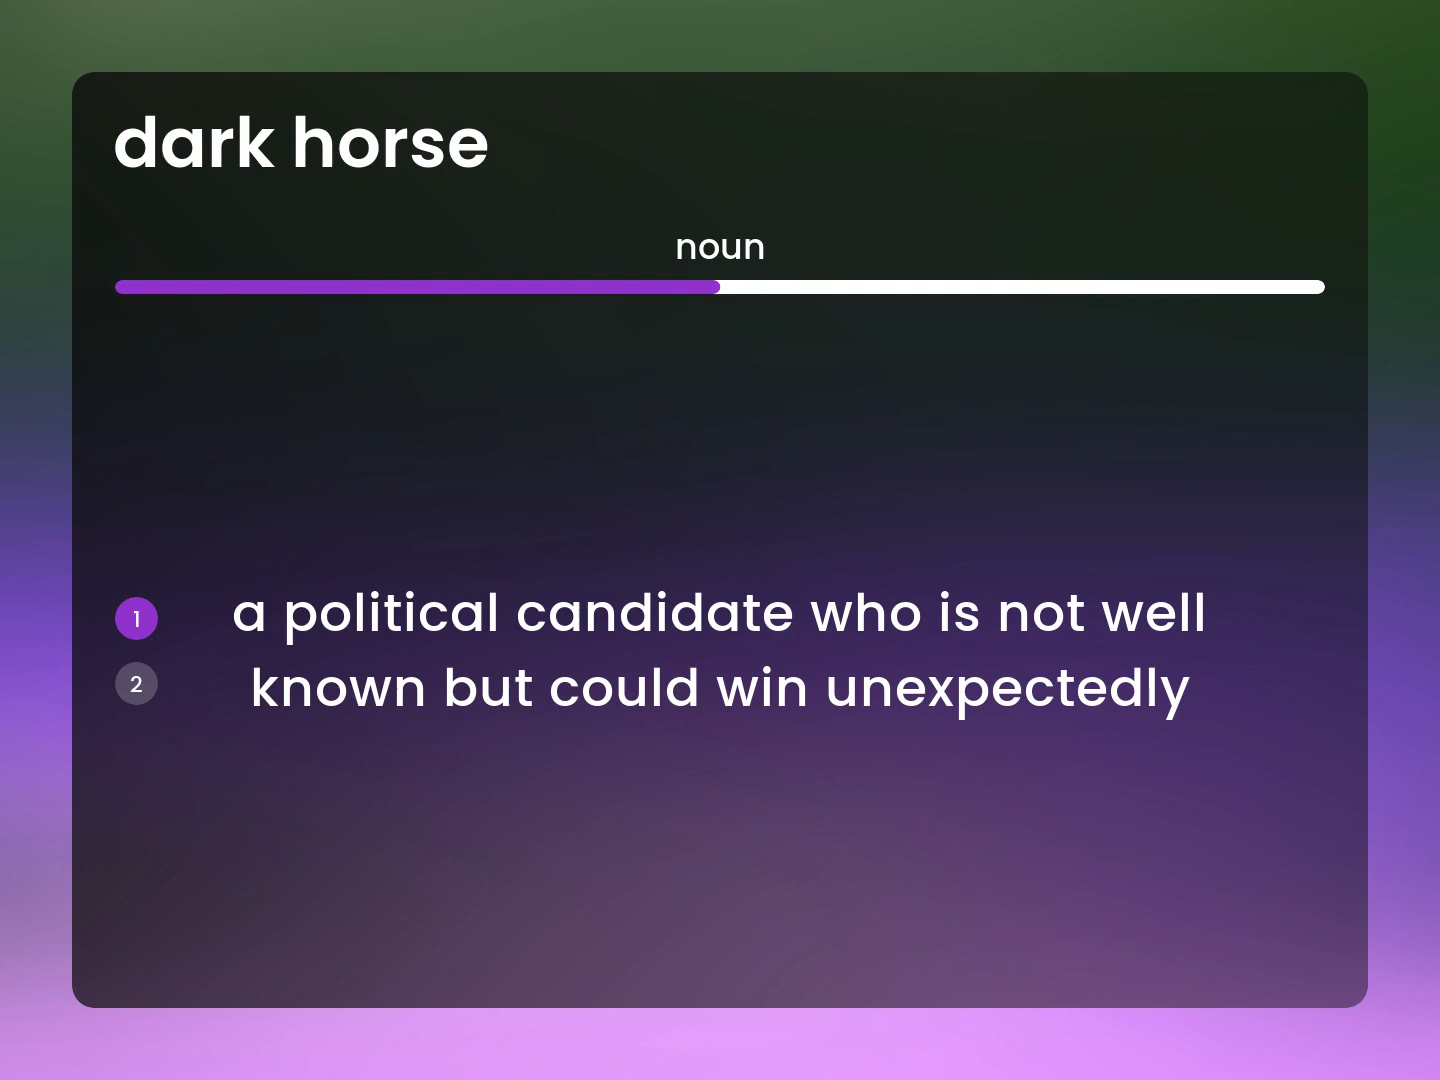 dark horse
noun
1
a political candidate who is not well
2
known but could win unexpectedly